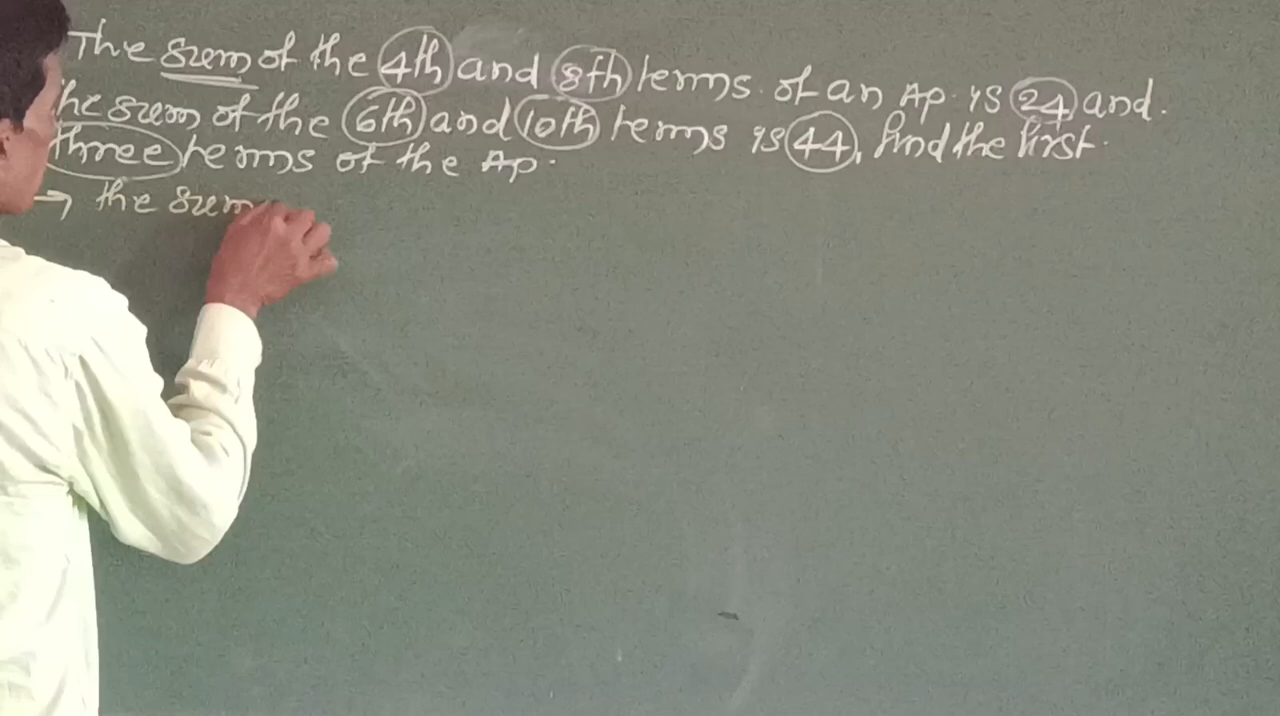 The sum of the 4th and 8th terms of an AP. is 24 and.
he sum of the 6th and 10th terms is 44, find the first.
three terms of the AP.
→ the sum